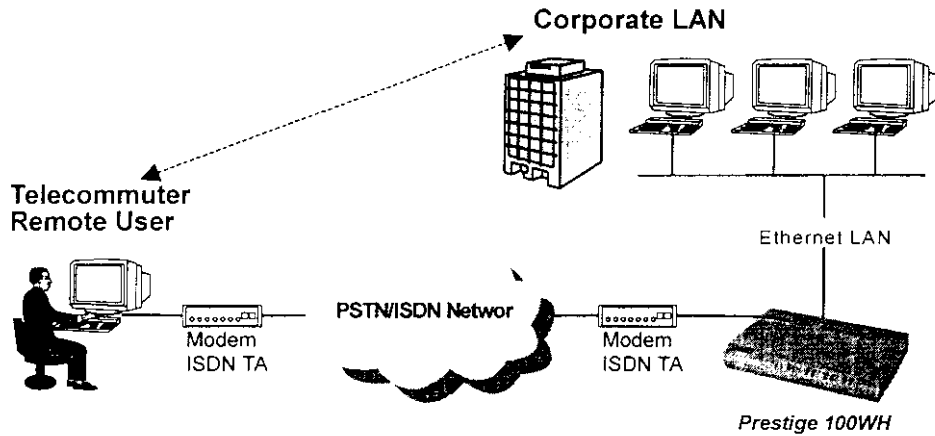 Corporate LAN
Telecommuter
Remote User
Ethernet LAN
PSTN/ISDN Networ
Modem
ISDN TA
Modem
ISDN TA
Prestige 100WH